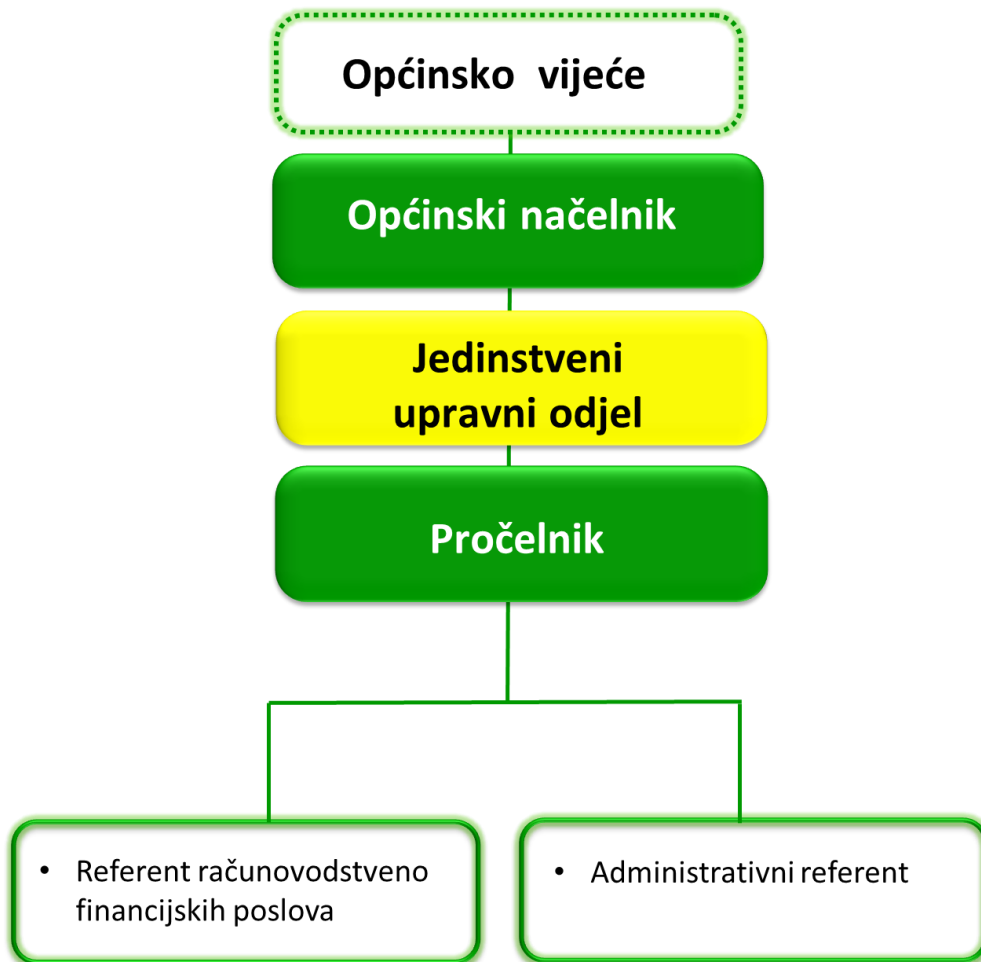 Općinsko vijeće
Općinski načelnik
Jedinstveni
upravni odjel
Pročelnik
• Referent računovodstveno
financijskih poslova
• Administrativni referent